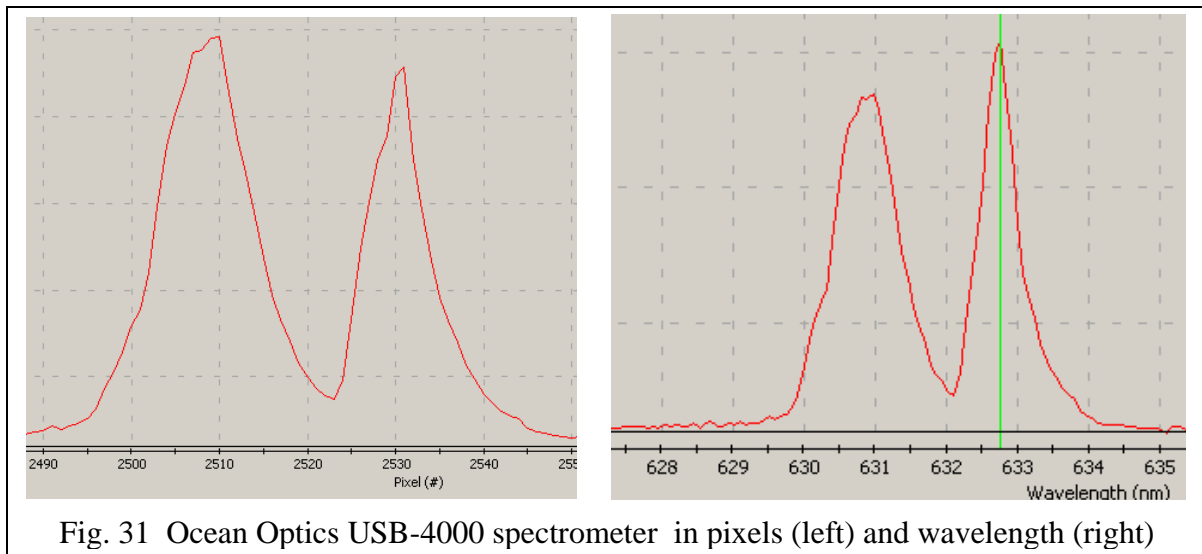 2490 2500 2510 2520 2530 2540 255
Pixel (#)
628 629 630 631 632 633 634 635
Wavelength (nm)
Fig. 31 Ocean Optics USB-4000 spectrometer in pixels (left) and wavelength (right)